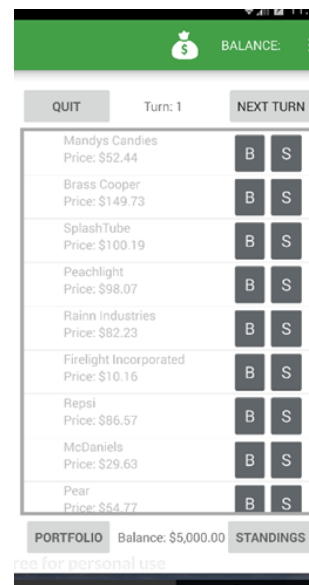 BALANCE:
QUIT Turn: 1 NEXT TURN
Mandys Candies
Price: $52.44
B S
Brass Cooper
Price: $149.73
B S
SplashTube
Price: $100.19
B S
Peachlight
Price: $98.07
B S
Rainn Industries
Price: $82.23
B S
Firelight Incorporated
Price: $10.16
B S
Repsi
Price: $86.57
B S
McDaniels
Price: $29.63
B S
Pear
Price: $54.77
B S
PORTFOLIO Balance: $5,000.00 STANDINGS
ree for personal use